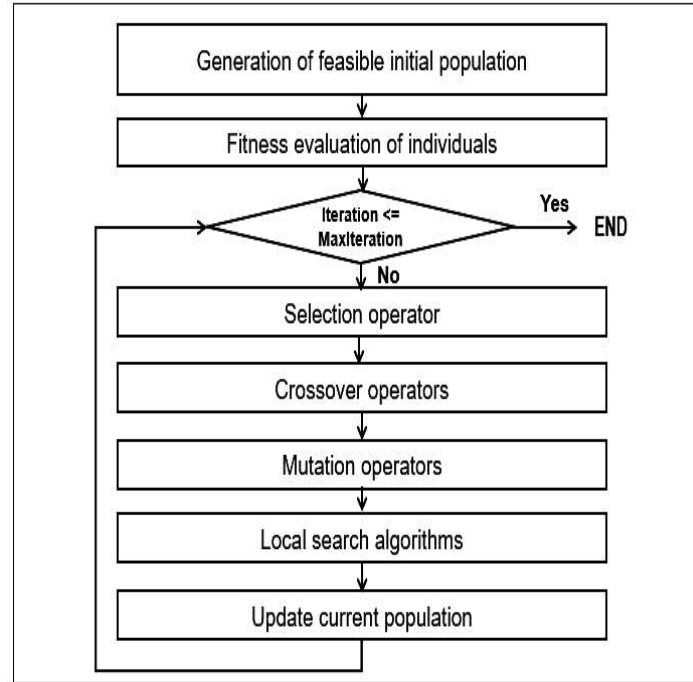 Generation of feasible initial population
Fitness evaluation of individuals
Iteration <=
MaxIteration
Yes
END
No
Selection operator
Crossover operators
Mutation operators
Local search algorithms
Update current population